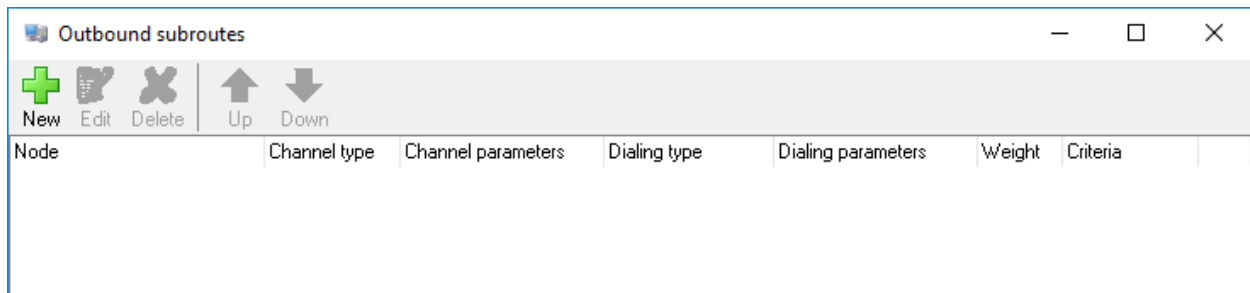 Outbound subroutes
New Edit Delete Up Down
Node Channel type Channel parameters Dialing type Dialing parameters Weight Criteria